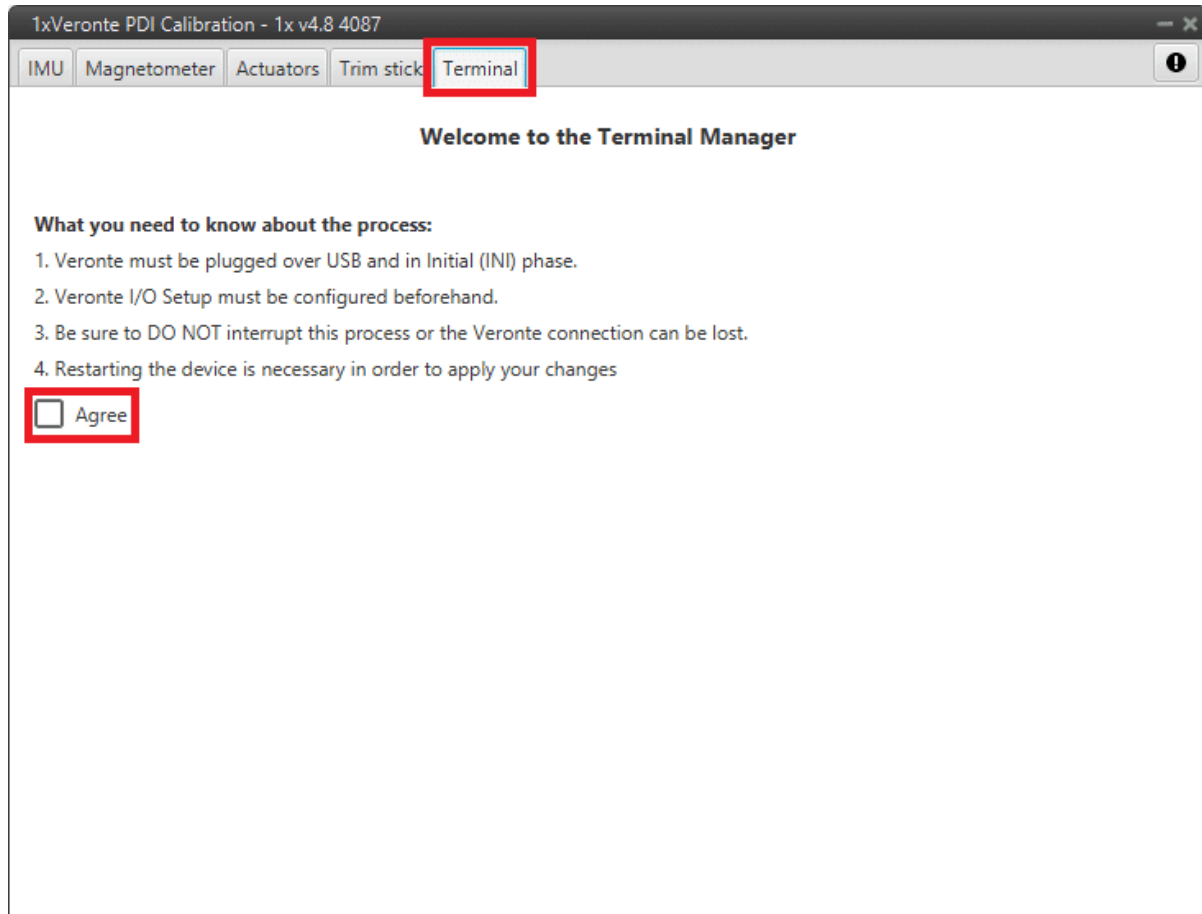 1xVeronte PDI Calibration - 1x v4.8 4087
IMU Magnetometer Actuators Trim stick Terminal
Welcome to the Terminal Manager
What you need to know about the process:
1. Veronte must be plugged over USB and in Initial (INI) phase.
2. Veronte I/O Setup must be configured beforehand.
3. Be sure to DO NOT interrupt this process or the Veronte connection can be lost.
4. Restarting the device is necessary in order to apply your changes
Agree